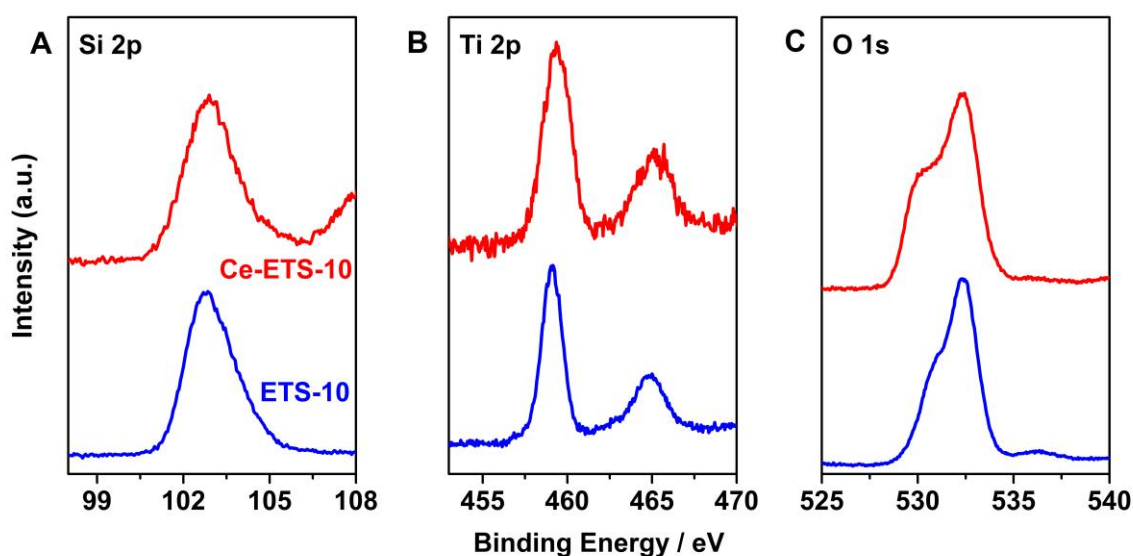 A Si 2p
B Ti 2p
C O 1s
Intensity (a.u.)
Ce-ETS-10
ETS-10
99 102 105 108
455 460 465 470
525 530 535 540
Binding Energy / eV